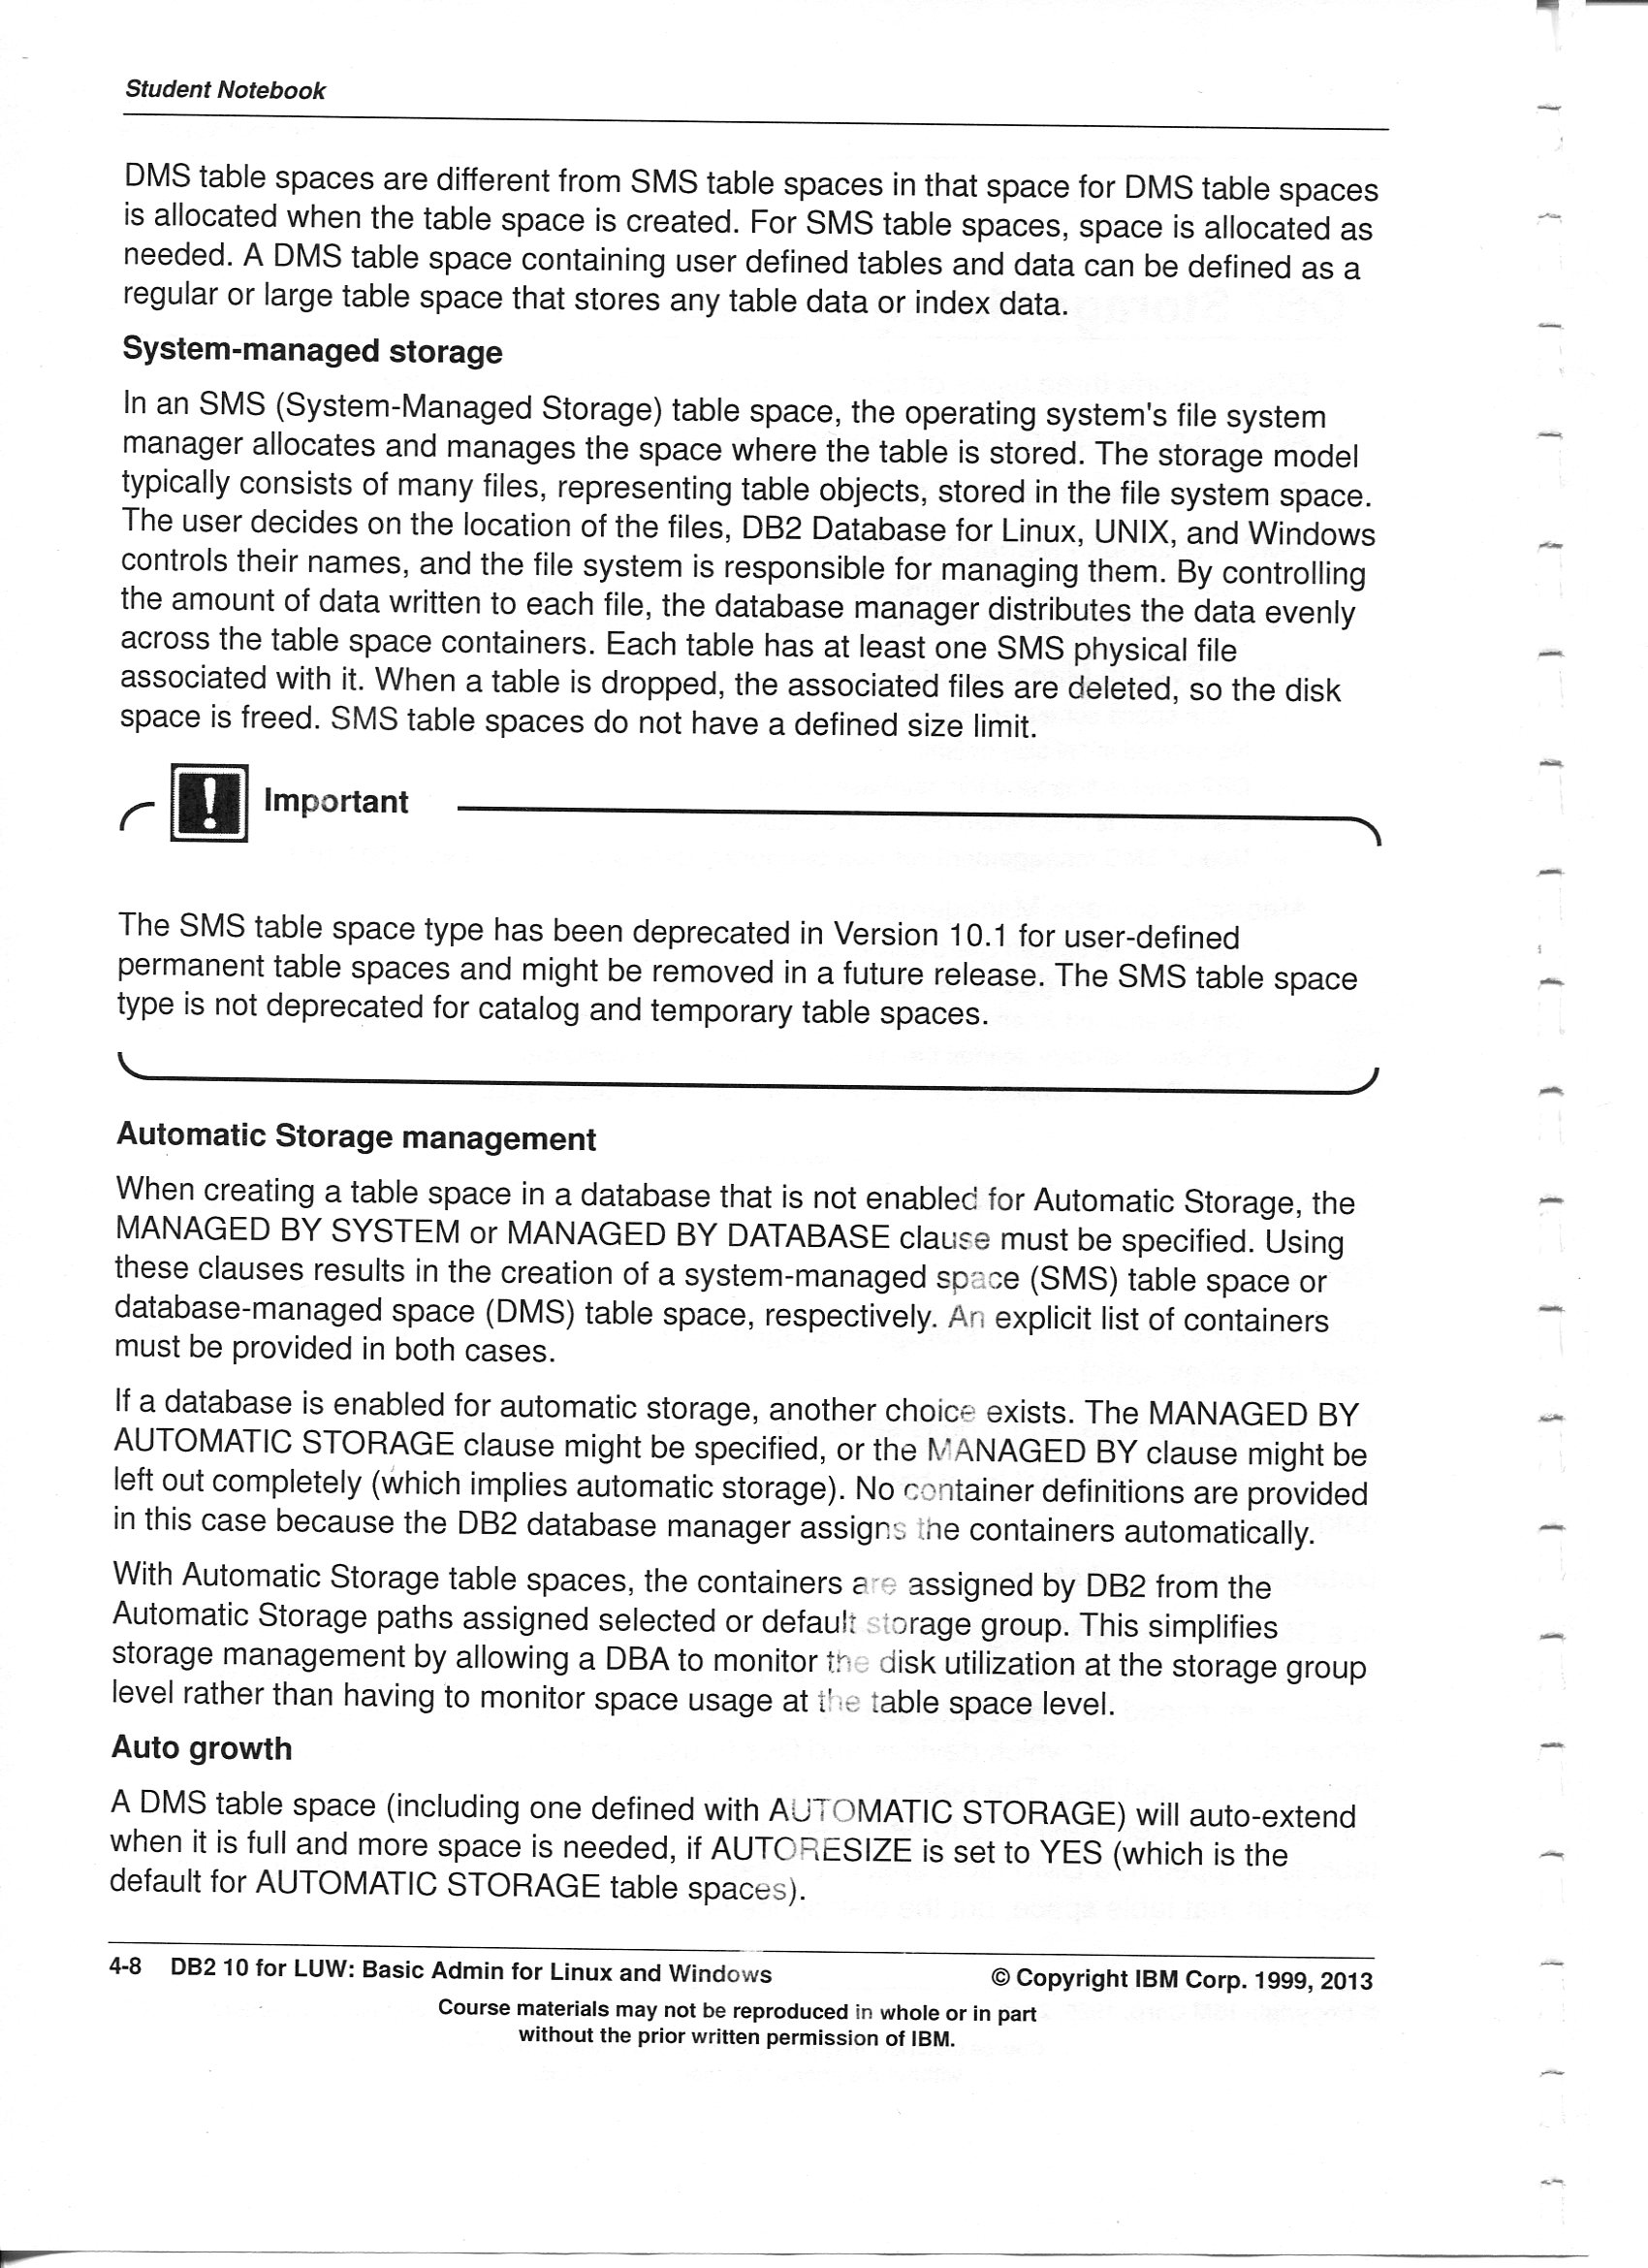 Student Notebook
DMS table spaces are different from SMS table spaces in that space for DMS table spaces
is allocated when the table space is created. For SMS table spaces, space is allocated as
needed. A DMS table space containing user defined tables and data can be defined as a
regular or large table space that stores any table data or index data.
System-managed storage
In an SMS (System-Managed Storage) table space, the operating system's file system
manager allocates and manages the space where the table is stored. The storage model
typically consists of many files, representing table objects, stored in the file system space.
The user decides on the location of the files, DB2 Database for Linux, UNIX, and Windows
controls their names, and the file system is responsible for managing them. By controlling
the amount of data written to each file, the database manager distributes the data evenly
across the table space containers. Each table has at least one SMS physical file
associated with it. When a table is dropped, the associated files are deleted, so the disk
space is freed. SMS table spaces do not have a defined size limit.
! Important
The SMS table space type has been deprecated in Version 10.1 for user-defined
permanent table spaces and might be removed in a future release. The SMS table space
type is not deprecated for catalog and temporary table spaces.
Automatic Storage management
When creating a table space in a database that is not enabled for Automatic Storage, the
MANAGED BY SYSTEM or MANAGED BY DATABASE clause must be specified. Using
these clauses results in the creation of a system-managed space (SMS) table space or
database-managed space (DMS) table space, respectively. An explicit list of containers
must be provided in both cases.
If a database is enabled for automatic storage, another choice exists. The MANAGED BY
AUTOMATIC STORAGE clause might be specified, or the MANAGED BY clause might be
left out completely (which implies automatic storage). No container definitions are provided
in this case because the DB2 database manager assigns the containers automatically.
With Automatic Storage table spaces, the containers are assigned by DB2 from the
Automatic Storage paths assigned selected or default storage group. This simplifies
storage management by allowing a DBA to monitor the disk utilization at the storage group
level rather than having to monitor space usage at the table space level.
Auto growth
A DMS table space (including one defined with AUTOMATIC STORAGE) will auto-extend
when it is full and more space is needed, if AUTORESIZE is set to YES (which is the
default for AUTOMATIC STORAGE table spaces).
4-8 DB2 10 for LUW: Basic Admin for Linux and Windows © Copyright IBM Corp. 1999, 2013
Course materials may not be reproduced in whole or in part
without the prior written permission of IBM.